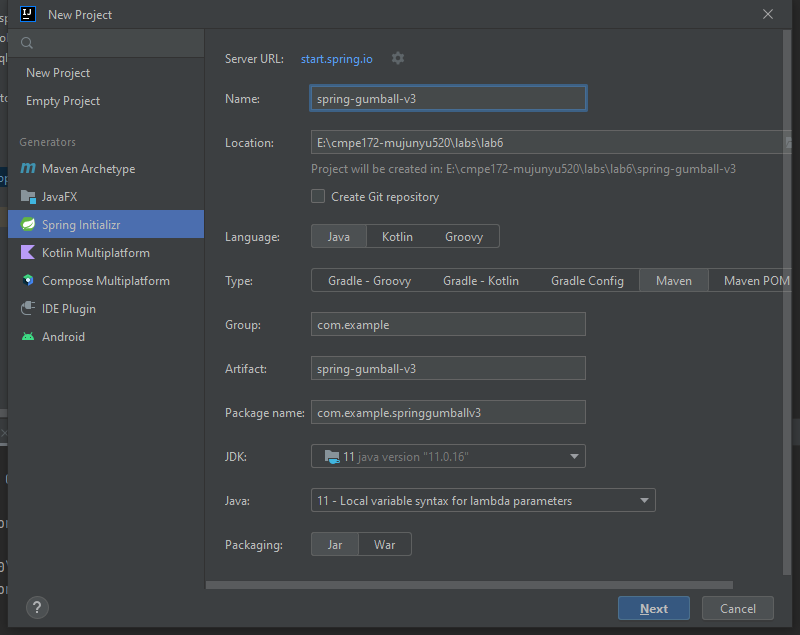 New Project
New Project
Empty Project
Generators
Maven Archetype
JavaFX
Spring Initializr
Kotlin Multiplatform
Compose Multiplatform
IDE Plugin
Android
Server URL: start.spring.io
Name: spring-gumball-v3
Location: E:\cmpe172-mujunyu520\labs\lab6
Project will be created in: E:\cmpe172-mujunyu520\labs\lab6\spring-gumball-v3
Create Git repository
Language: Java Kotlin Groovy
Type: Gradle - Groovy Gradle - Kotlin Gradle Config Maven Maven POM
Group: com.example
Artifact: spring-gumball-v3
Package name: com.example.springgumballv3
JDK: 11 java version "11.0.16"
Java: 11 - Local variable syntax for lambda parameters
Packaging: Jar War
? Next Cancel